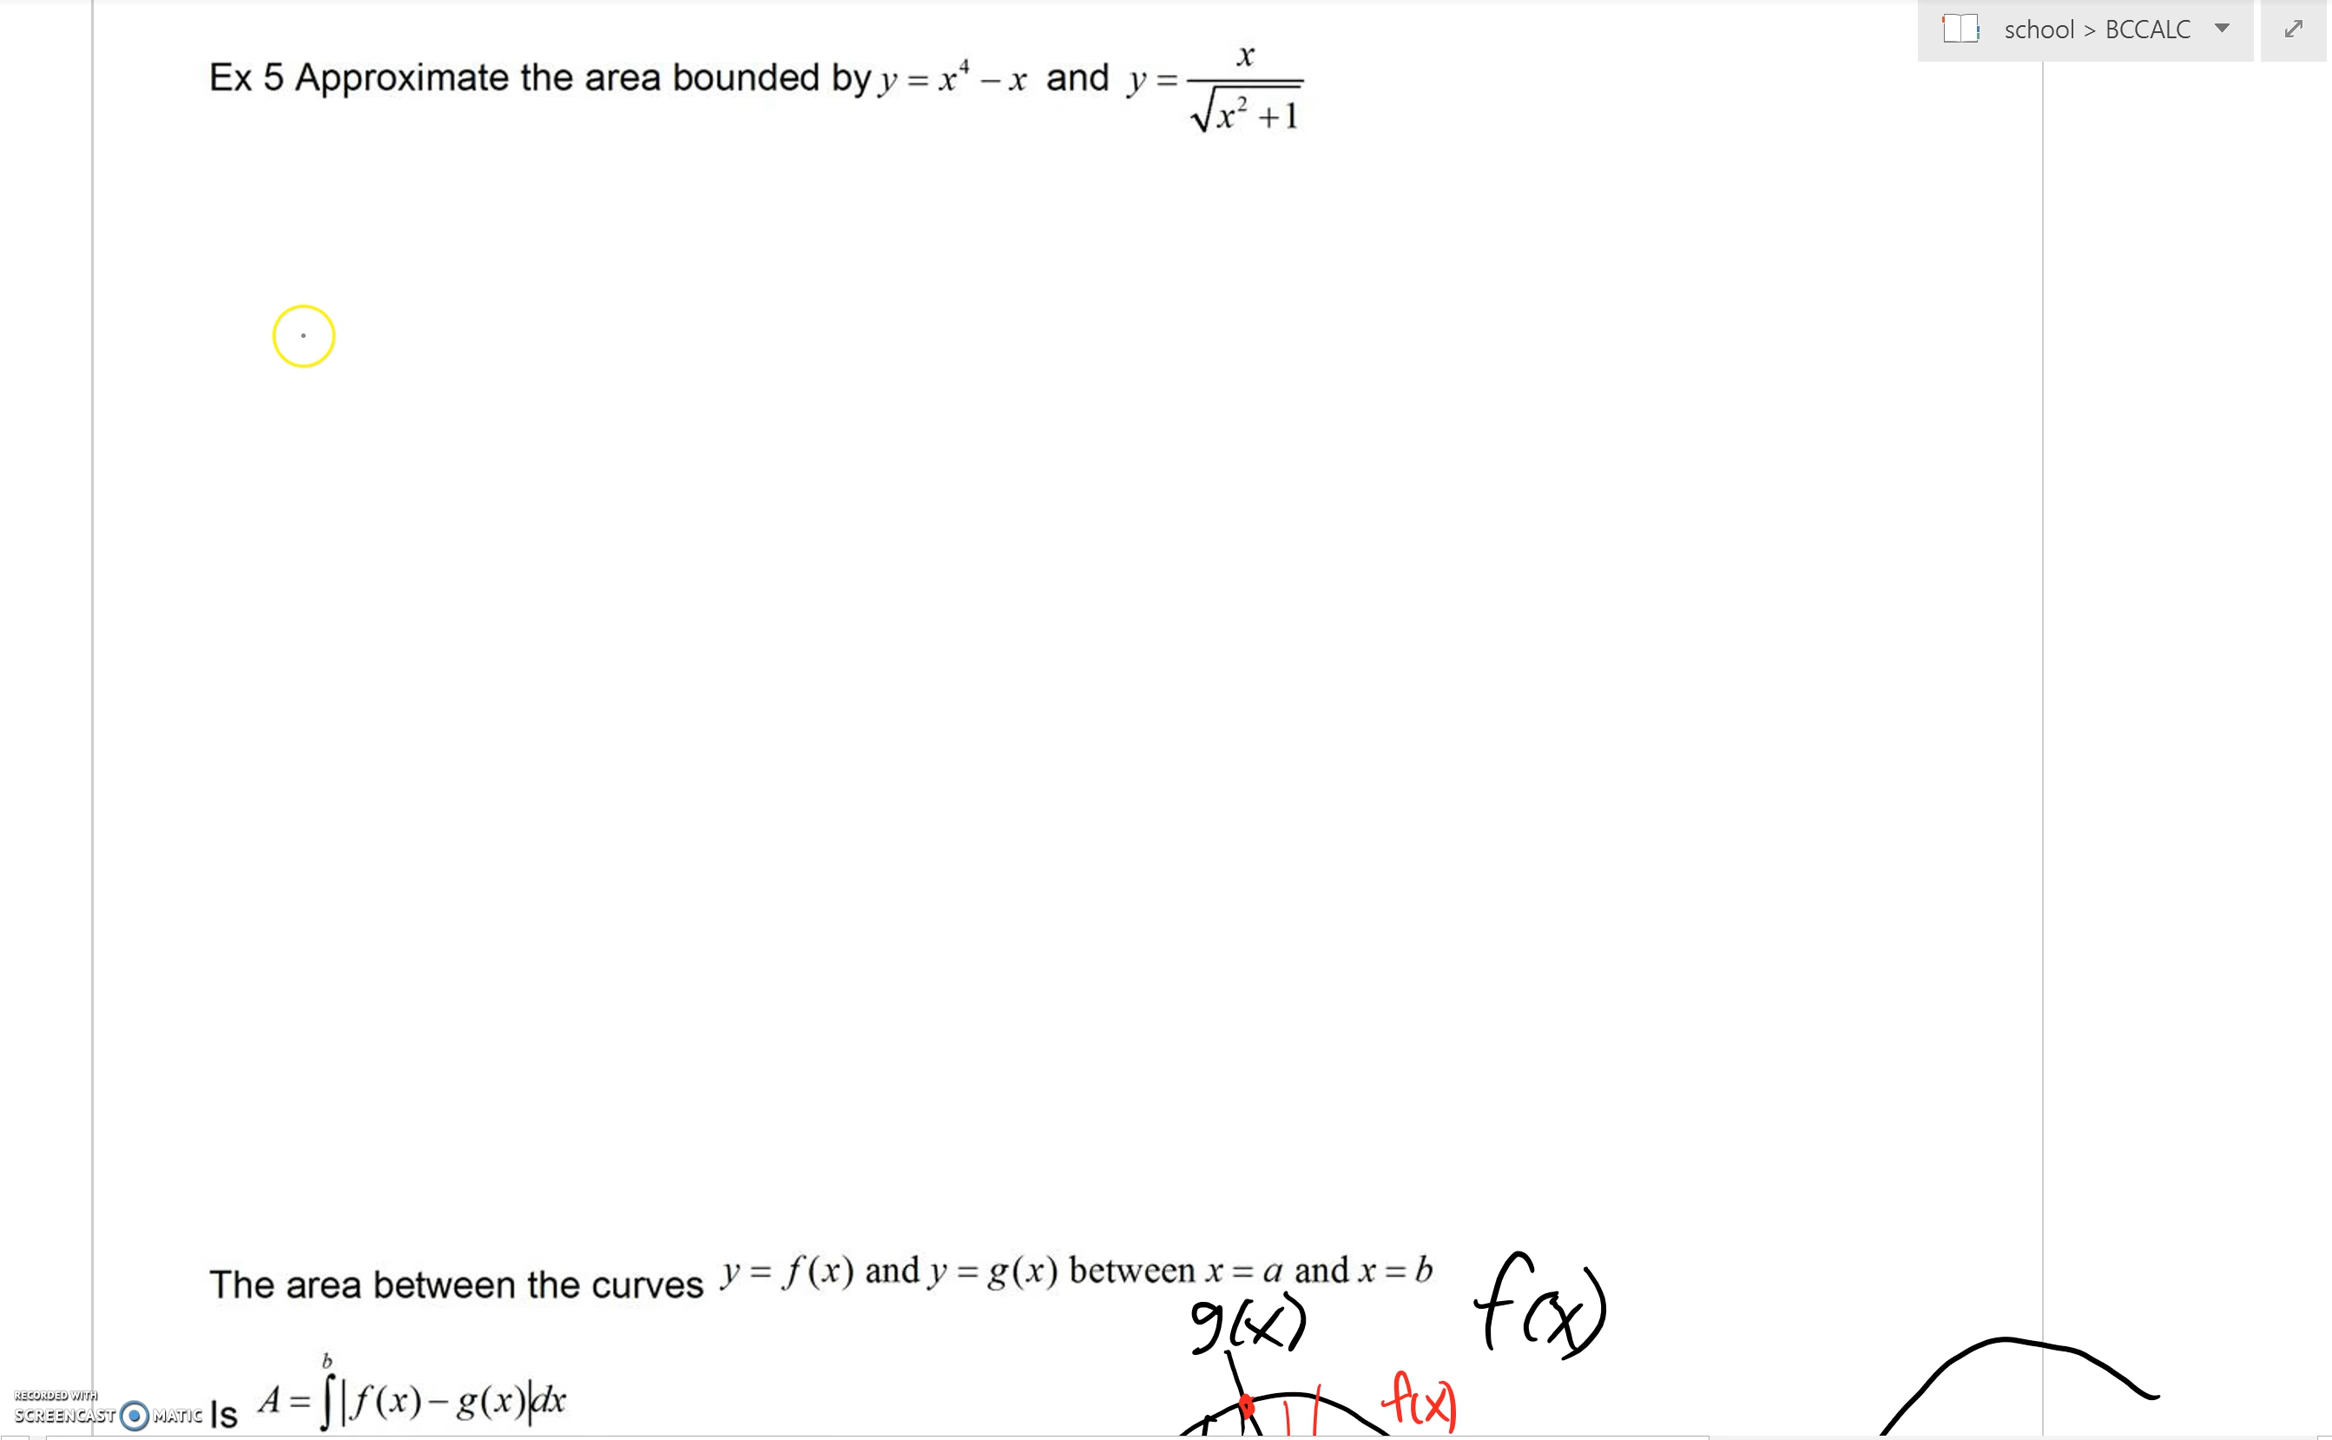 school > BCCALC
Ex 5 Approximate the area bounded by y = x⁴ − x and y = x/√(x² + 1)
The area between the curves y = f(x) and y = g(x) between x = a and x = b
g(x) f(x)
Is A = ∫ᵇ|f(x) − g(x)|dx
f(x)
RECORDED WITH
SCREENCAST MATIC